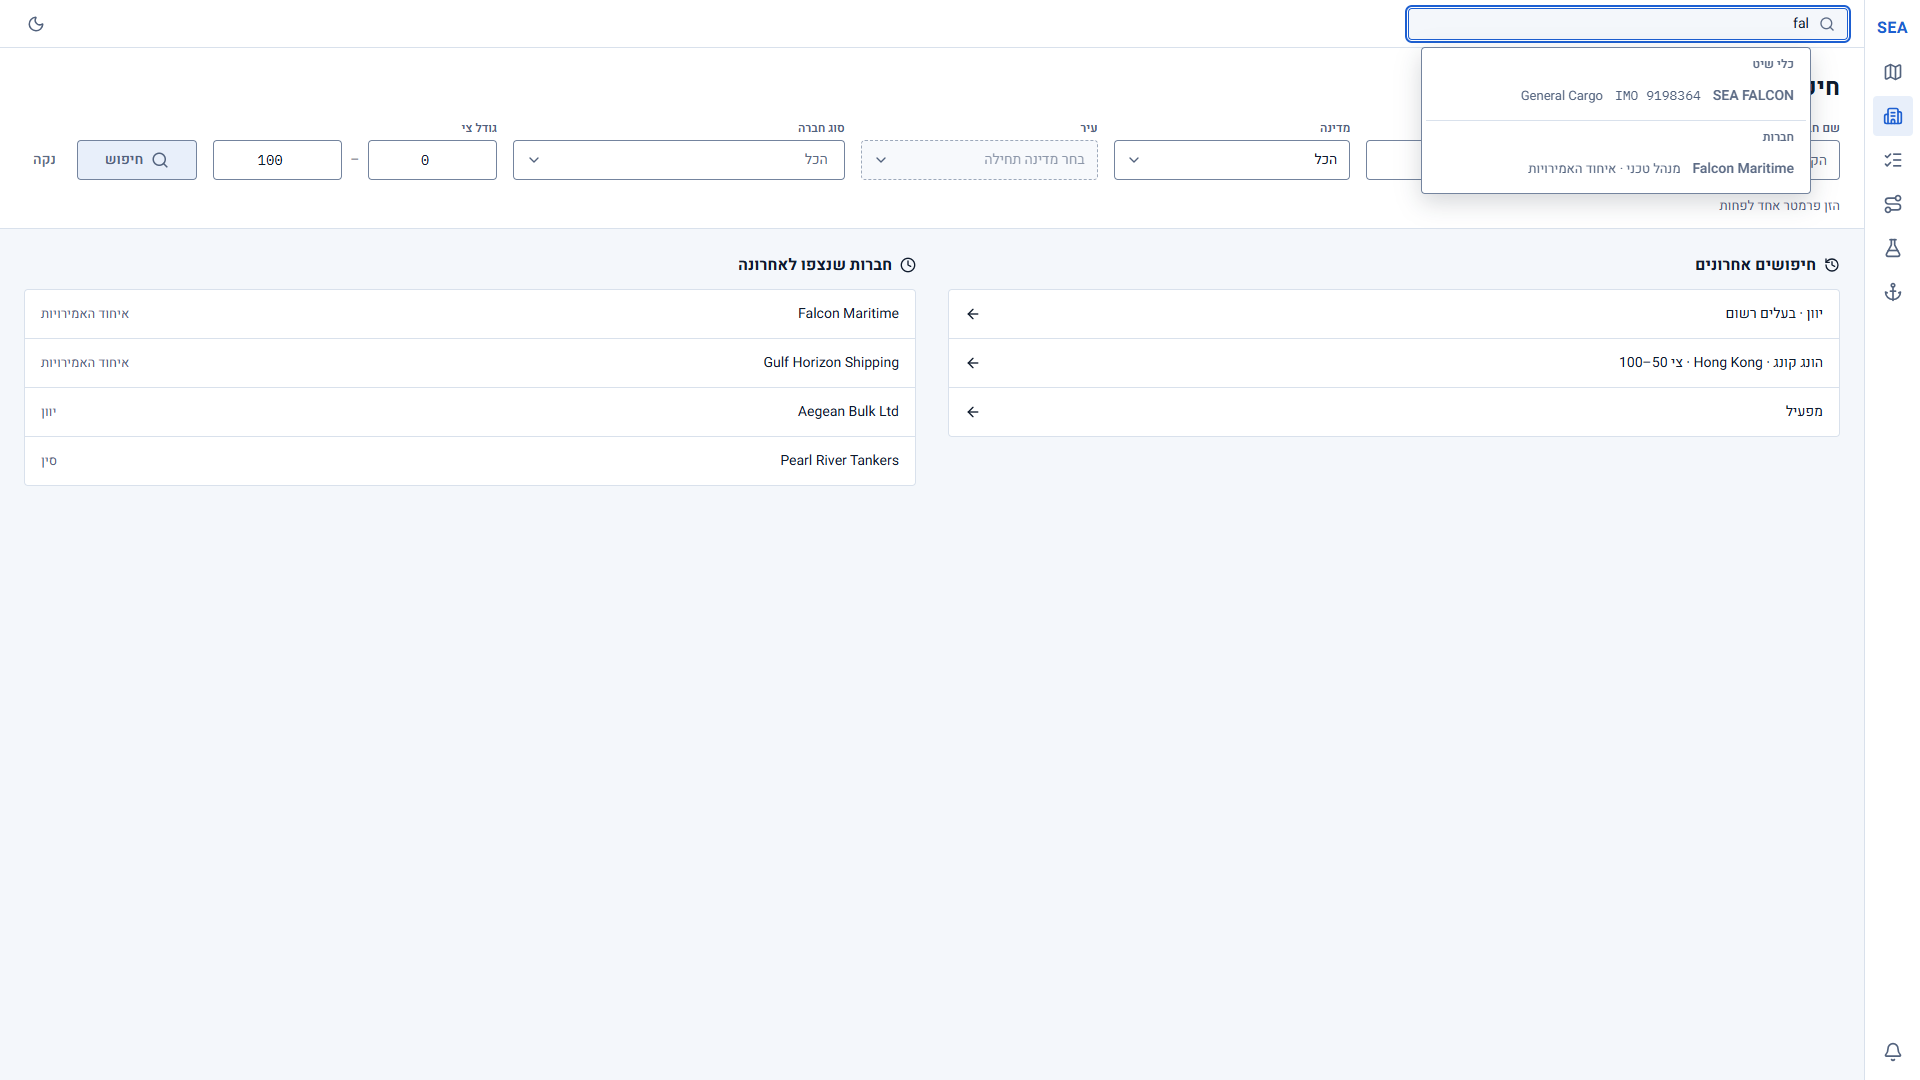 SEA
fal
כלי שיט
SEA FALCON IMO 9198364 General Cargo
חברות
Falcon Maritime מנהל טכני · איחוד האמירויות
שם
מדינה
עיר
סוג חברה
גודל צי
הכל
בחר מדינה תחילה
הכל
0 – 100
חיפוש
נקה
הזן פרמטר אחד לפחות
חיפושים אחרונים
יוון · בעלים רשום
הונג קונג · Hong Kong · צי 50–100
מפעיל
חברות שנצפו לאחרונה
Falcon Maritime איחוד האמירויות
Gulf Horizon Shipping איחוד האמירויות
Aegean Bulk Ltd יוון
Pearl River Tankers סין